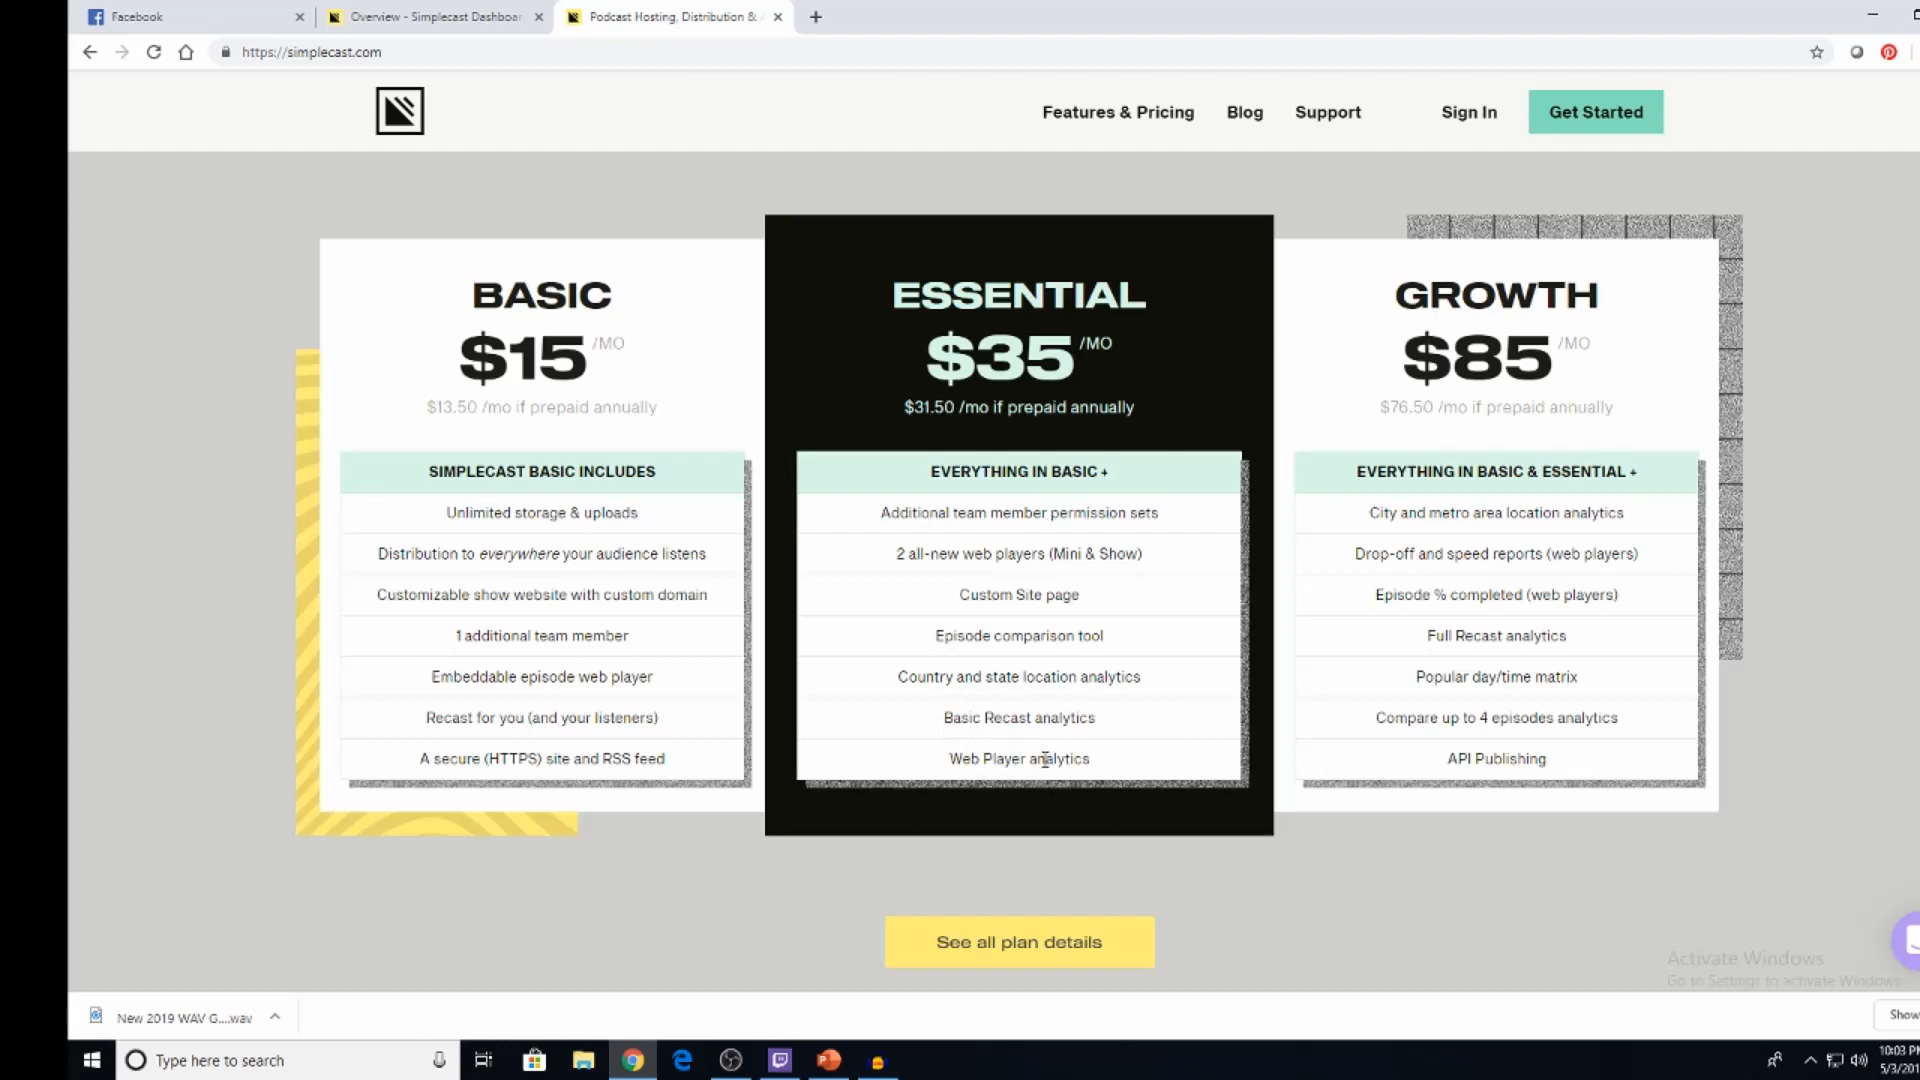 Facebook
Overview - Simplecast Dashboar
Podcast Hosting, Distribution &
https://simplecast.com
Features & Pricing
Blog
Support
Sign In
Get Started
BASIC
$15 /MO
$13.50 /mo if prepaid annually
SIMPLECAST BASIC INCLUDES
Unlimited storage & uploads
Distribution to everywhere your audience listens
Customizable show website with custom domain
1 additional team member
Embeddable episode web player
Recast for you (and your listeners)
A secure (HTTPS) site and RSS feed
ESSENTIAL
$35 /MO
$31.50 /mo if prepaid annually
EVERYTHING IN BASIC +
Additional team member permission sets
2 all-new web players (Mini & Show)
Custom Site page
Episode comparison tool
Country and state location analytics
Basic Recast analytics
Web Player analytics
GROWTH
$85 /MO
$76.50 /mo if prepaid annually
EVERYTHING IN BASIC & ESSENTIAL +
City and metro area location analytics
Drop-off and speed reports (web players)
Episode % completed (web players)
Full Recast analytics
Popular day/time matrix
Compare up to 4 episodes analytics
API Publishing
See all plan details
Activate Windows
Go to Settings to activate Windows.
New 2019 WAV G....wav
Show
Type here to search
10:03 PM
5/3/201